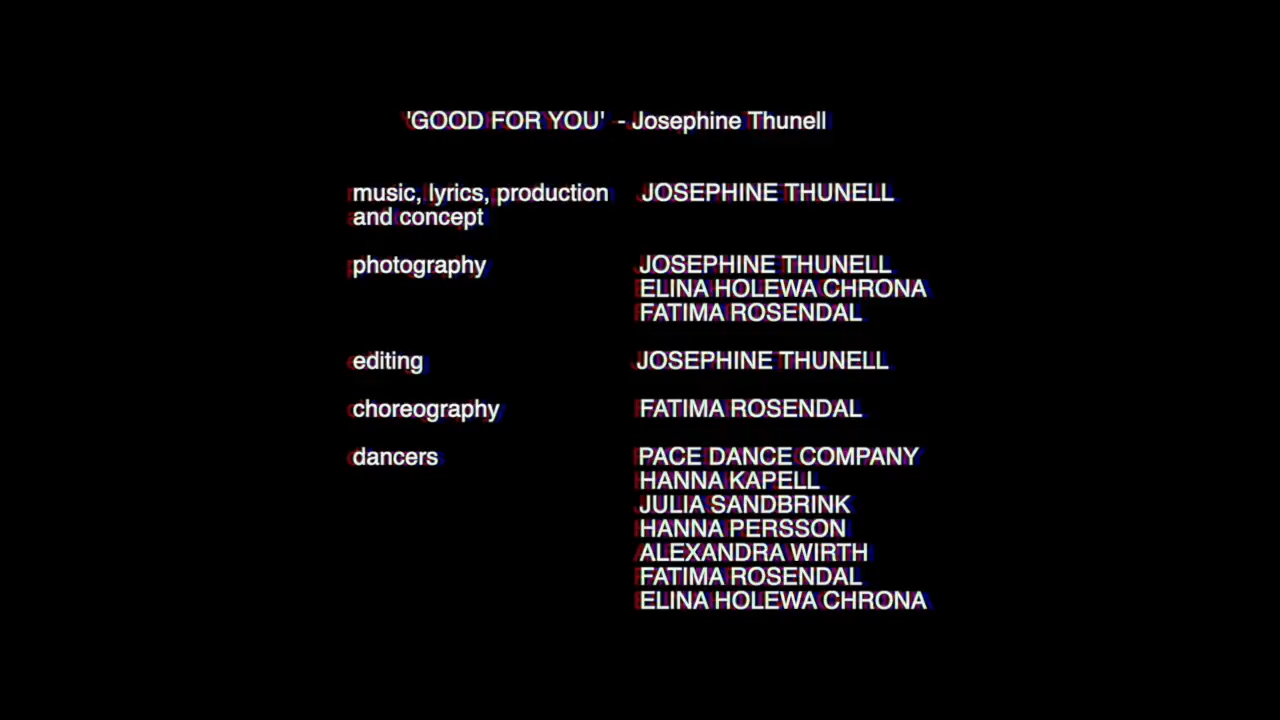 'GOOD FOR YOU' - Josephine Thunell
music, lyrics, production JOSEPHINE THUNELL
and concept
photography JOSEPHINE THUNELL
ELINA HOLEWA CHRONA
FATIMA ROSENDAL
editing JOSEPHINE THUNELL
choreography FATIMA ROSENDAL
dancers PACE DANCE COMPANY
HANNA KAPELL
JULIA SANDBRINK
HANNA PERSSON
ALEXANDRA WIRTH
FATIMA ROSENDAL
ELINA HOLEWA CHRONA